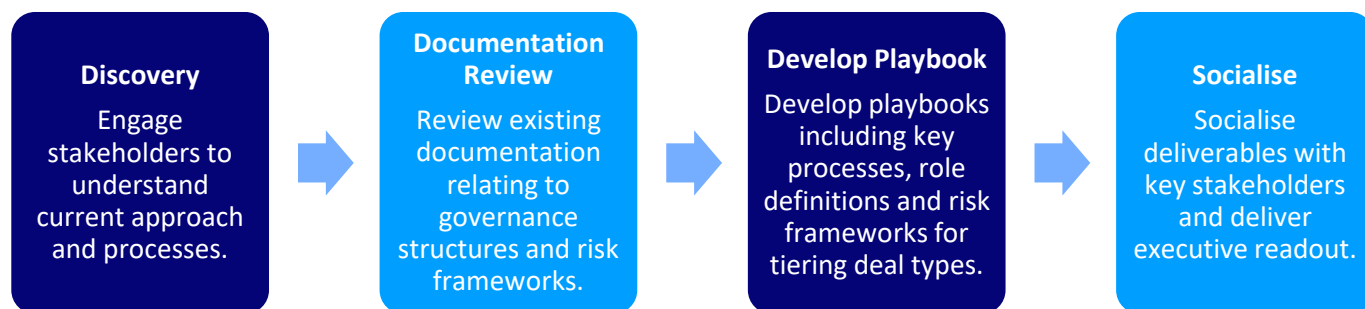 Discovery
Engage
stakeholders to
understand
current approach
and processes.
Documentation
Review
Review existing
documentation
relating to
governance
structures and risk
frameworks.
Develop Playbook
Develop playbooks
including key
processes, role
definitions and risk
frameworks for
tiering deal types.
Socialise
Socialise
deliverables with
key stakeholders
and deliver
executive readout.